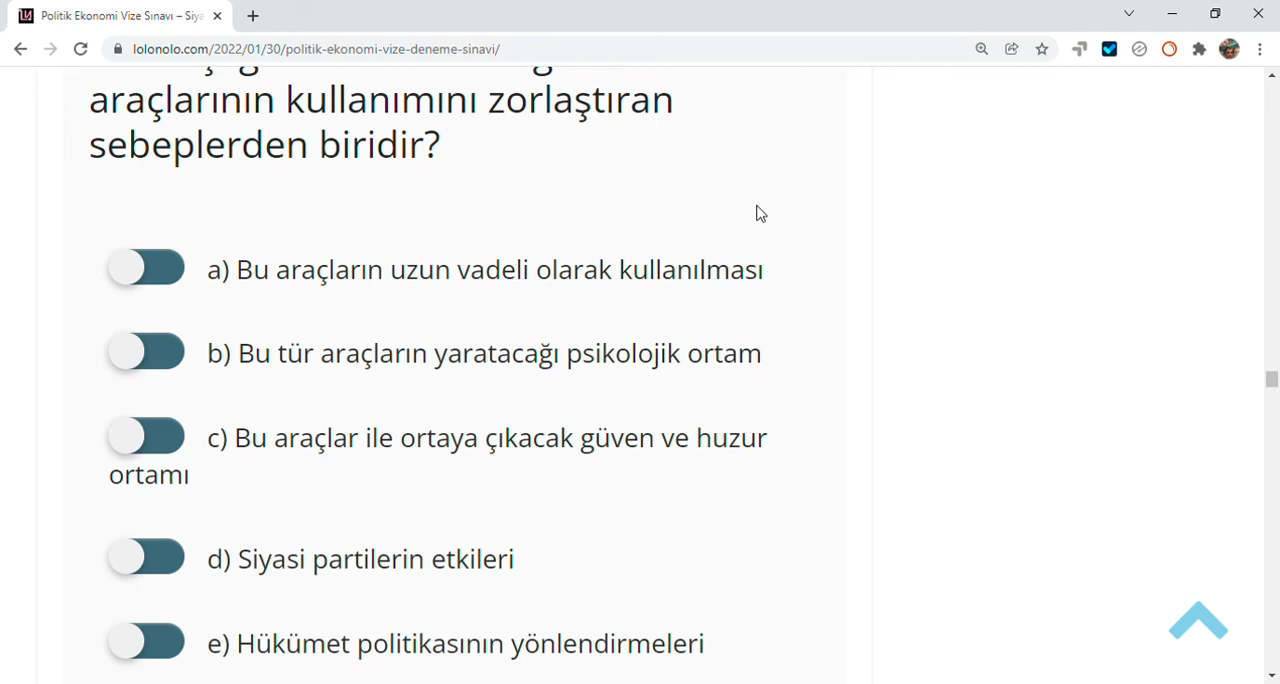 Politik Ekonomi Vize Sınavı – Siya
lolonolo.com/2022/01/30/politik-ekonomi-vize-deneme-sinavi/
araçlarının kullanımını zorlaştıran
sebeplerden biridir?
a) Bu araçların uzun vadeli olarak kullanılması
b) Bu tür araçların yaratacağı psikolojik ortam
c) Bu araçlar ile ortaya çıkacak güven ve huzur
ortamı
d) Siyasi partilerin etkileri
e) Hükümet politikasının yönlendirmeleri